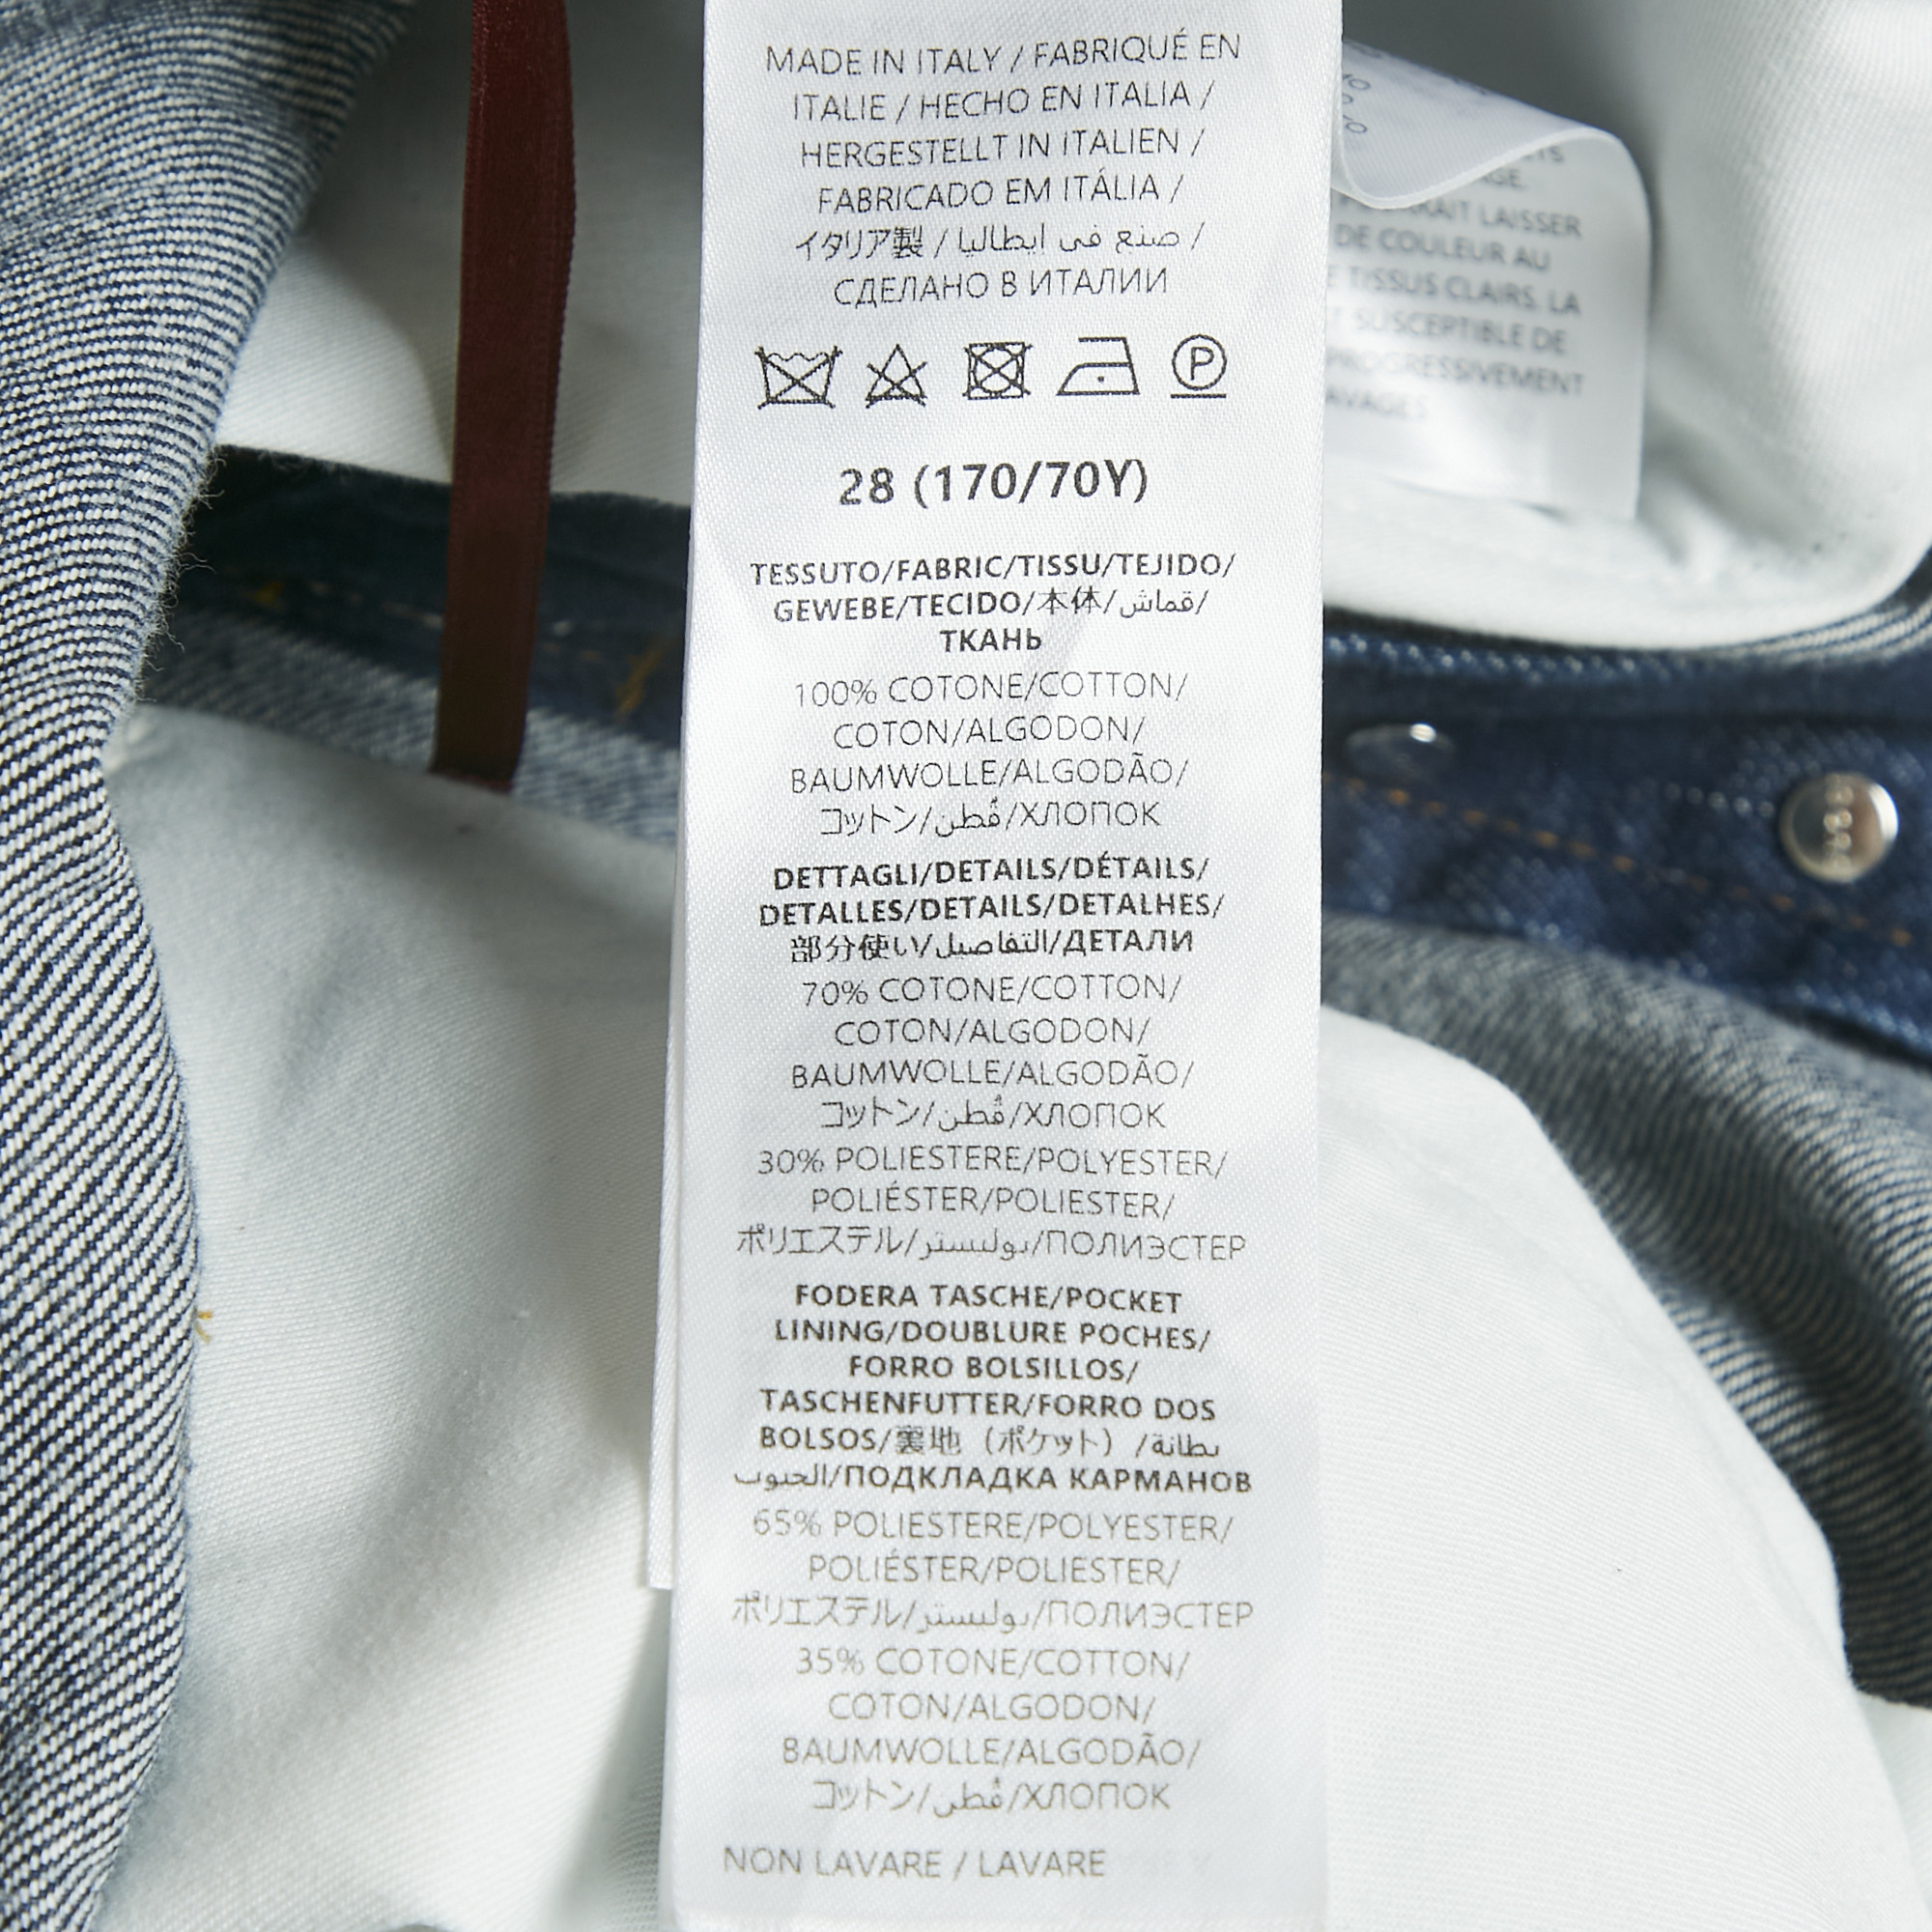 MADE IN ITALY / FABRIQUÉ EN
ITALIE / HECHO EN ITALIA /
HERGESTELLT IN ITALIEN /
FABRICADO EM ITÁLIA /
イタリア製 / صنع في ايطاليا /
СДЕЛАНО В ИТАЛИИ
P
28 (170/70Y)
TESSUTO/FABRIC/TISSU/TEJIDO/
GEWEBE/TECIDO/本体/قماش/
ТКАНЬ
100% COTONE/COTTON/
COTON/ALGODON/
BAUMWOLLE/ALGODÃO/
コットン/قُطن/ХЛОПОК
DETTAGLI/DETAILS/DÉTAILS/
DETALLES/DETAILS/DETALHES/
部分使い/التفاصيل/ДЕТАЛИ
70% COTONE/COTTON/
COTON/ALGODON/
BAUMWOLLE/ALGODÃO/
コットン/قُطن/ХЛОПОК
30% POLIESTERE/POLYESTER/
POLIÉSTER/POLIESTER/
ポリエステル/بوليستر/ПОЛИЭСТЕР
FODERA TASCHE/POCKET
LINING/DOUBLURE POCHES/
FORRO BOLSILLOS/
TASCHENFUTTER/FORRO DOS
BOLSOS/裏地（ポケット）/بطانة
الجيوب/ПОДКЛАДКА КАРМАНОВ
65% POLIESTERE/POLYESTER/
POLIÉSTER/POLIESTER/
ポリエステル/بوليستر/ПОЛИЭСТЕР
35% COTONE/COTTON/
COTON/ALGODON/
BAUMWOLLE/ALGODÃO/
コットン/قُطن/ХЛОПОК
NON LAVARE / LAVARE
LAISSER
DE COULEUR AU
TISSUS CLAIRS. LA
SUSCEPTIBLE DE
PROGRESSIVEMENT